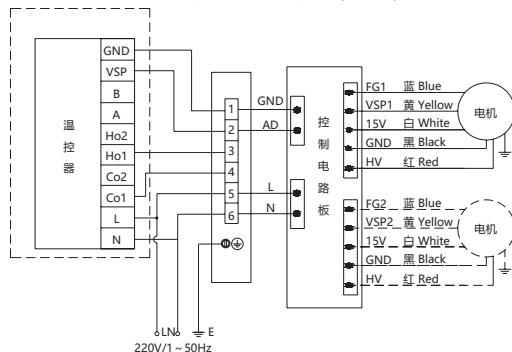 GND
VSP
B
A
Ho2
Ho1
Co2
Co1
L
N
温控器
1
2
3
4
5
6
GND
AD
L
N
控制电路板
FG1 蓝 Blue
VSP1 黄 Yellow
15V 白 White
GND 黑 Black
HV 红 Red
电机
FG2 蓝 Blue
VSP2 黄 Yellow
15V 白 White
GND 黑 Black
HV 红 Red
电机
LN E
220V/1~50Hz